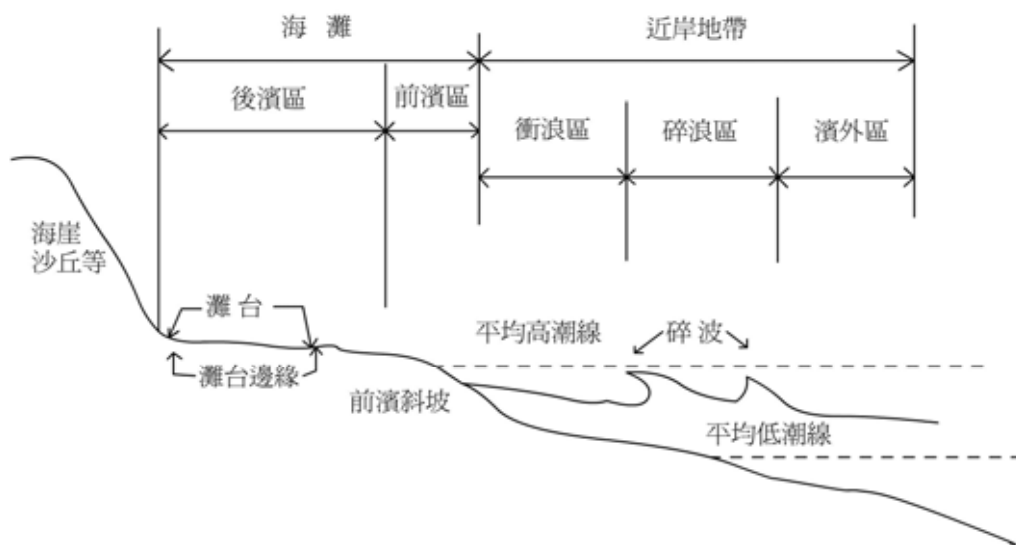 海 灘
近岸地帶
後濱區
前濱區
衝浪區
碎浪區
濱外區
海崖
沙丘等
灘 台
灘台邊緣
平均高潮線
碎 波
前濱斜坡
平均低潮線